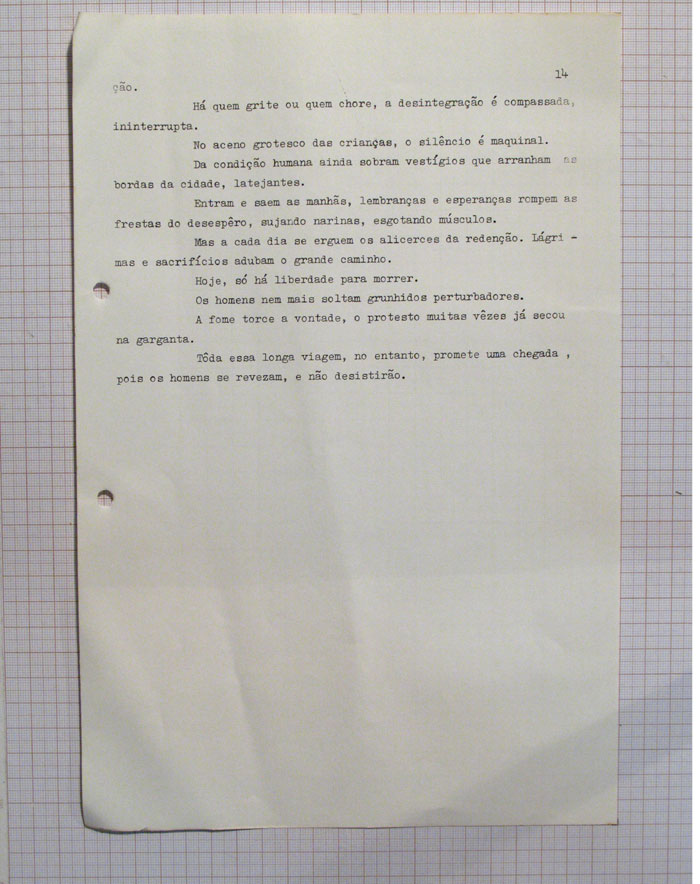 14
ção.
Há quem grite ou quem chore, a desintegração é compassada,
ininterrupta.
No aceno grotesco das crianças, o silêncio é maquinal.
Da condição humana ainda sobram vestígios que arranham as
bordas da cidade, latejantes.
Entram e saem as manhãs, lembranças e esperanças rompem as
frestas do desespêro, sujando narinas, esgotando músculos.
Mas a cada dia se erguem os alicerces da redenção. Lágri -
mas e sacrifícios adubam o grande caminho.
Hoje, só há liberdade para morrer.
Os homens nem mais soltam grunhidos perturbadores.
A fome torce a vontade, o protesto muitas vêzes já secou
na garganta.
Tôda essa longa viagem, no entanto, promete uma chegada ,
pois os homens se revezam, e não desistirão.